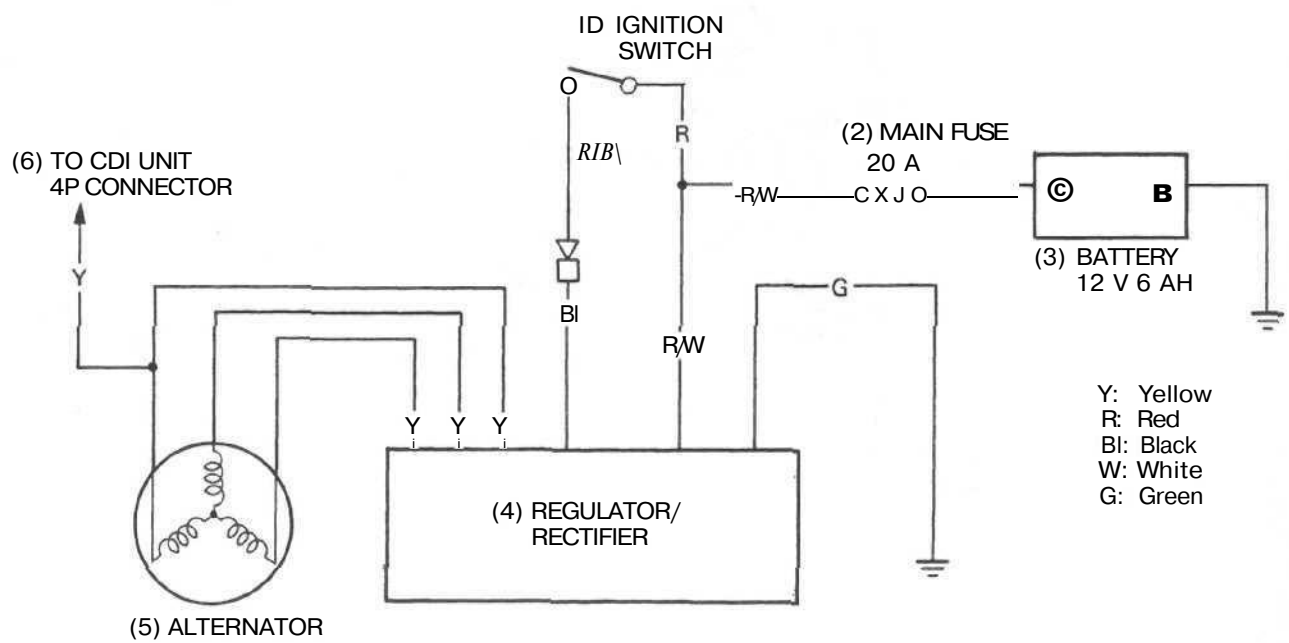 ID IGNITION
SWITCH
O
R
RIB\
(2) MAIN FUSE
20 A
(6) TO CDI UNIT
4P CONNECTOR
-R/W
CXJO
© B
(3) BATTERY
12 V 6 AH
Y
G
Bl
R/W
Y: Yellow
R: Red
Bl: Black
W: White
G: Green
Y Y Y
(4) REGULATOR/
RECTIFIER
(5) ALTERNATOR